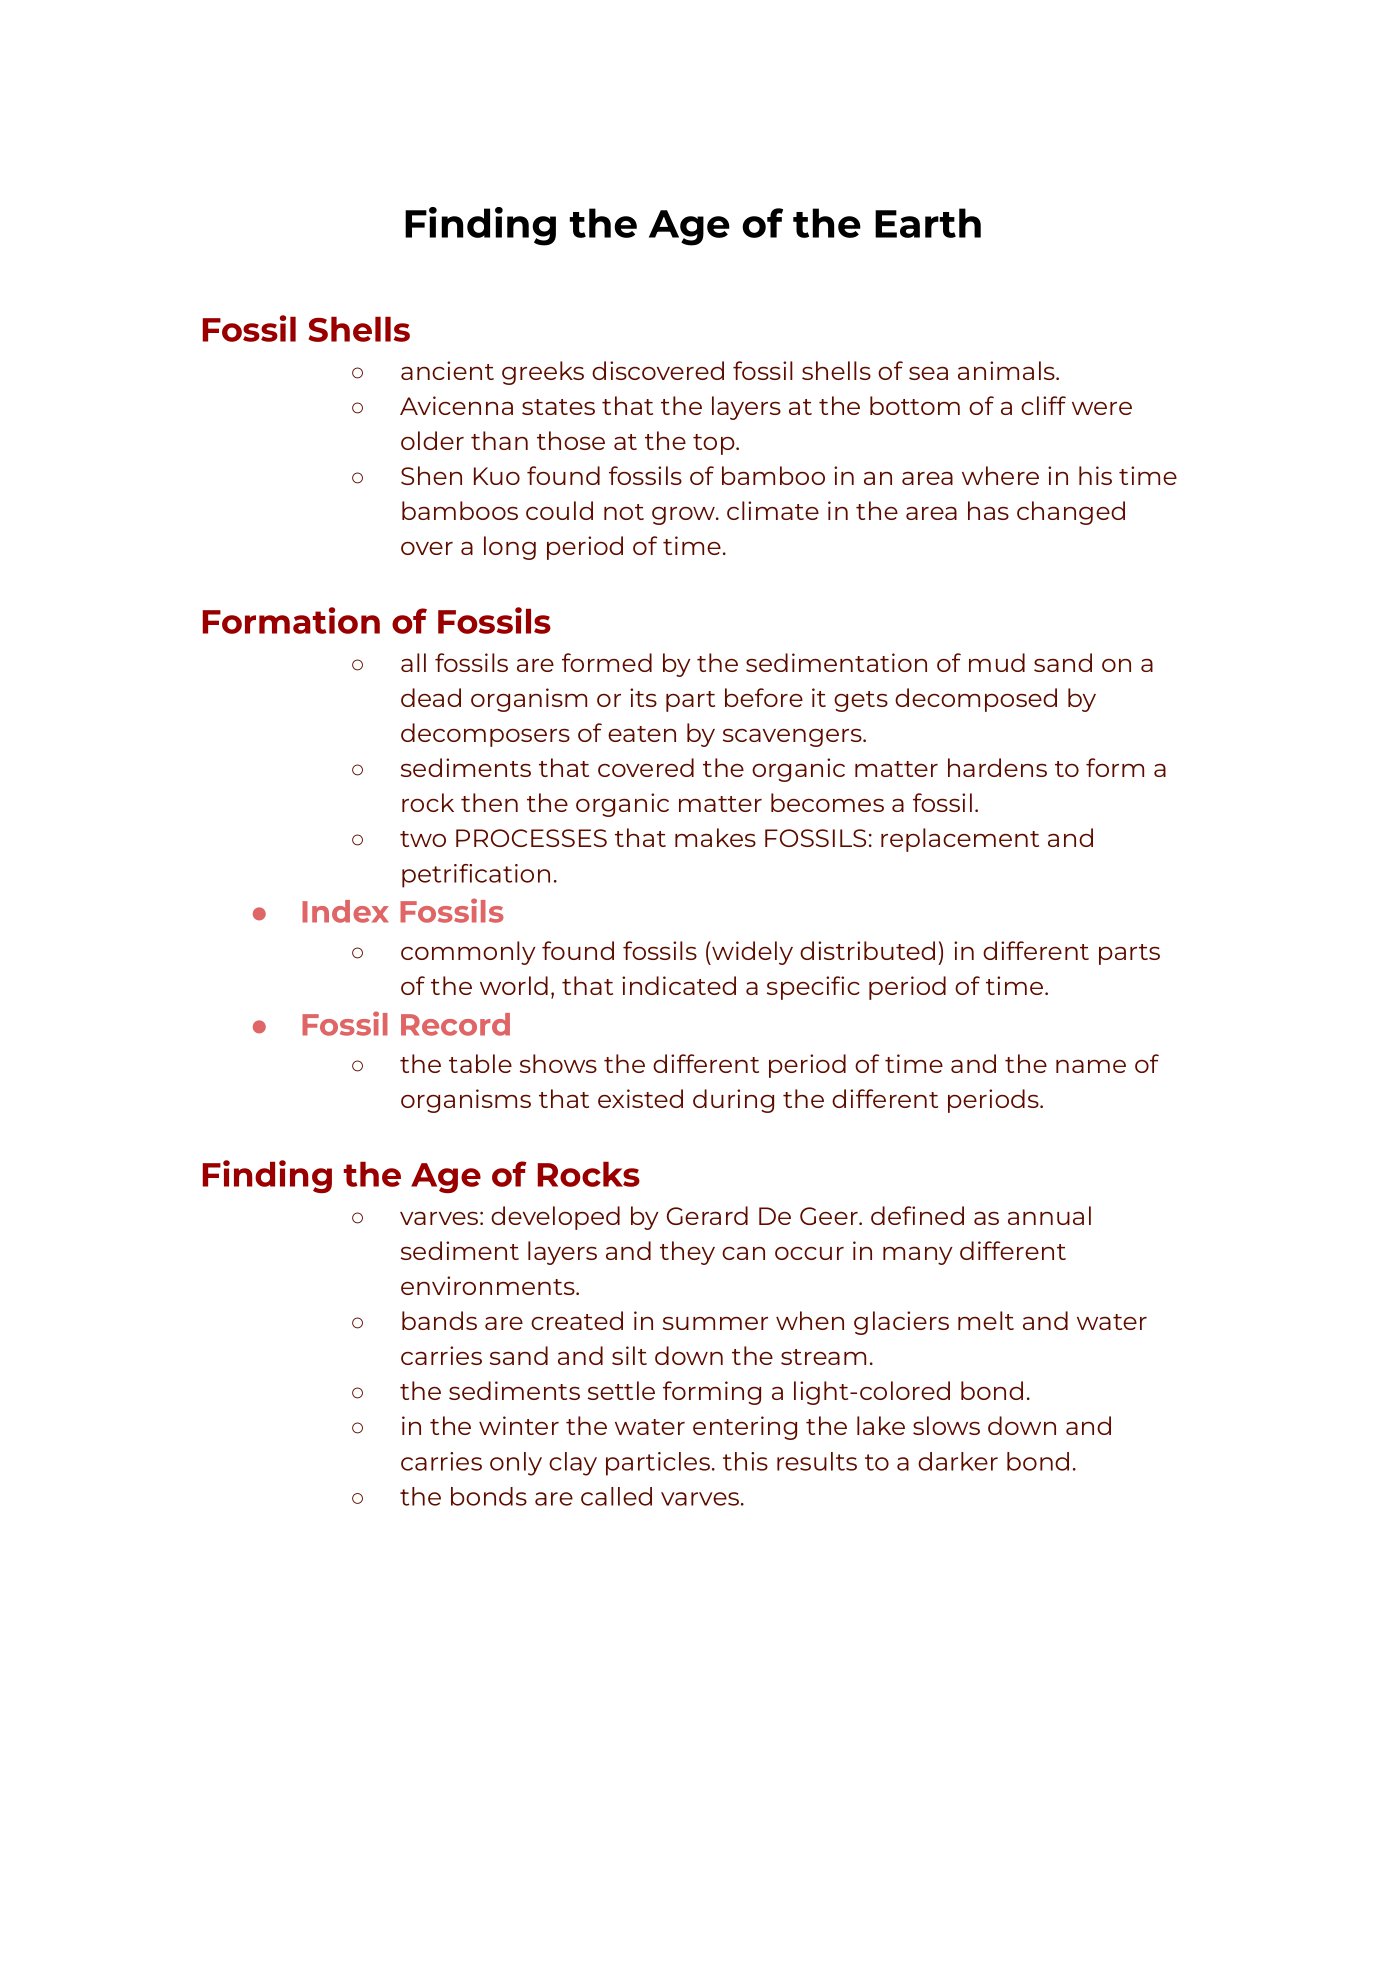 Finding the Age of the Earth
Fossil Shells
○ ancient greeks discovered fossil shells of sea animals.
○ Avicenna states that the layers at the bottom of a cliff were
older than those at the top.
○ Shen Kuo found fossils of bamboo in an area where in his time
bamboos could not grow. climate in the area has changed
over a long period of time.
Formation of Fossils
○ all fossils are formed by the sedimentation of mud sand on a
dead organism or its part before it gets decomposed by
decomposers of eaten by scavengers.
○ sediments that covered the organic matter hardens to form a
rock then the organic matter becomes a fossil.
○ two PROCESSES that makes FOSSILS: replacement and
petrification.
● Index Fossils
○ commonly found fossils (widely distributed) in different parts
of the world, that indicated a specific period of time.
● Fossil Record
○ the table shows the different period of time and the name of
organisms that existed during the different periods.
Finding the Age of Rocks
○ varves: developed by Gerard De Geer. defined as annual
sediment layers and they can occur in many different
environments.
○ bands are created in summer when glaciers melt and water
carries sand and silt down the stream.
○ the sediments settle forming a light-colored bond.
○ in the winter the water entering the lake slows down and
carries only clay particles. this results to a darker bond.
○ the bonds are called varves.